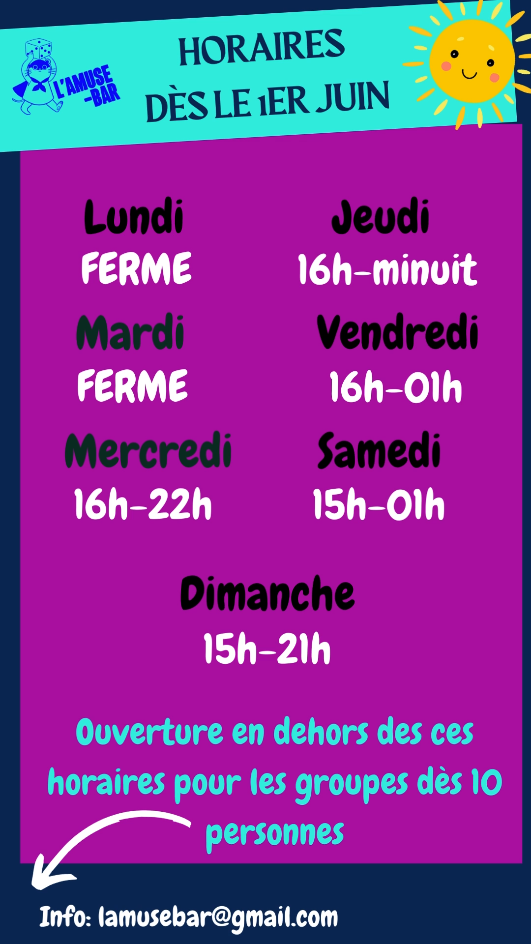 L'AMUSE
-BAR
HORAIRES
DÈS LE 1ER JUIN
Lundi
FERME
Jeudi
16h-minuit
Mardi
FERME
Vendredi
16h-01h
Mercredi
16h-22h
Samedi
15h-01h
Dimanche
15h-21h
Ouverture en dehors des ces
horaires pour les groupes dès 10
personnes
Info: lamusebar@gmail.com